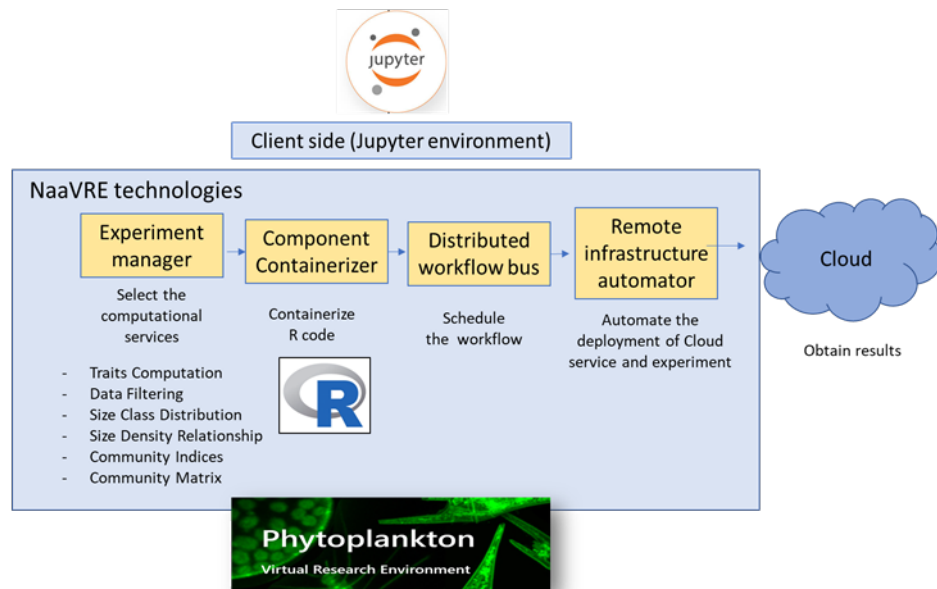 jupyter
Client side (Jupyter environment)
NaaVRE technologies
Experiment
manager
Component
Containerizer
Distributed
workflow bus
Remote
infrastructure
automator
Cloud
Select the
computational
services
Containerize
R code
Schedule
the workflow
Automate the
deployment of Cloud
service and experiment
Obtain results
- Traits Computation
- Data Filtering
- Size Class Distribution
- Size Density Relationship
- Community Indices
- Community Matrix
R
Phytoplankton
Virtual Research Environment